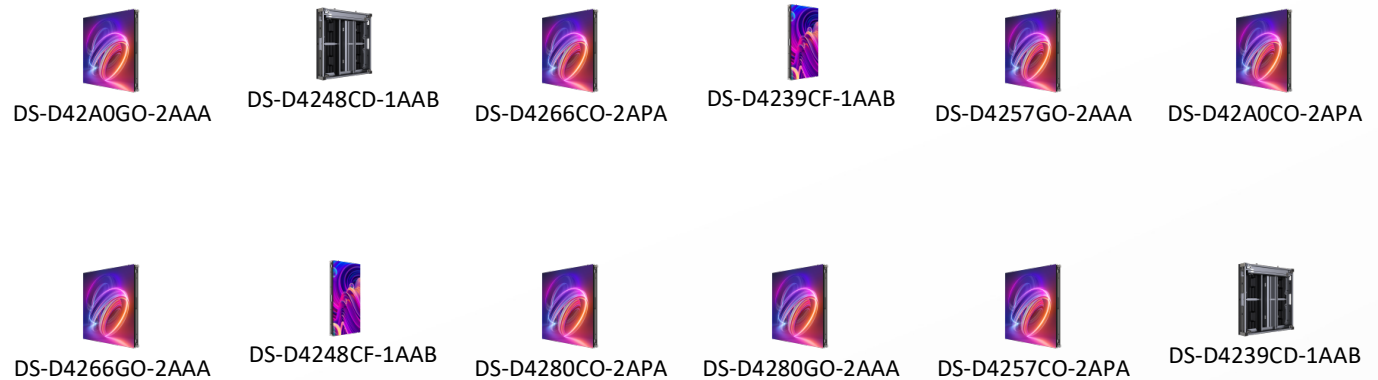 DS-D42A0GO-2AAA
DS-D4248CD-1AAB
DS-D4266CO-2APA
DS-D4239CF-1AAB
DS-D4257GO-2AAA
DS-D42A0CO-2APA
DS-D4266GO-2AAA
DS-D4248CF-1AAB
DS-D4280CO-2APA
DS-D4280GO-2AAA
DS-D4257CO-2APA
DS-D4239CD-1AAB